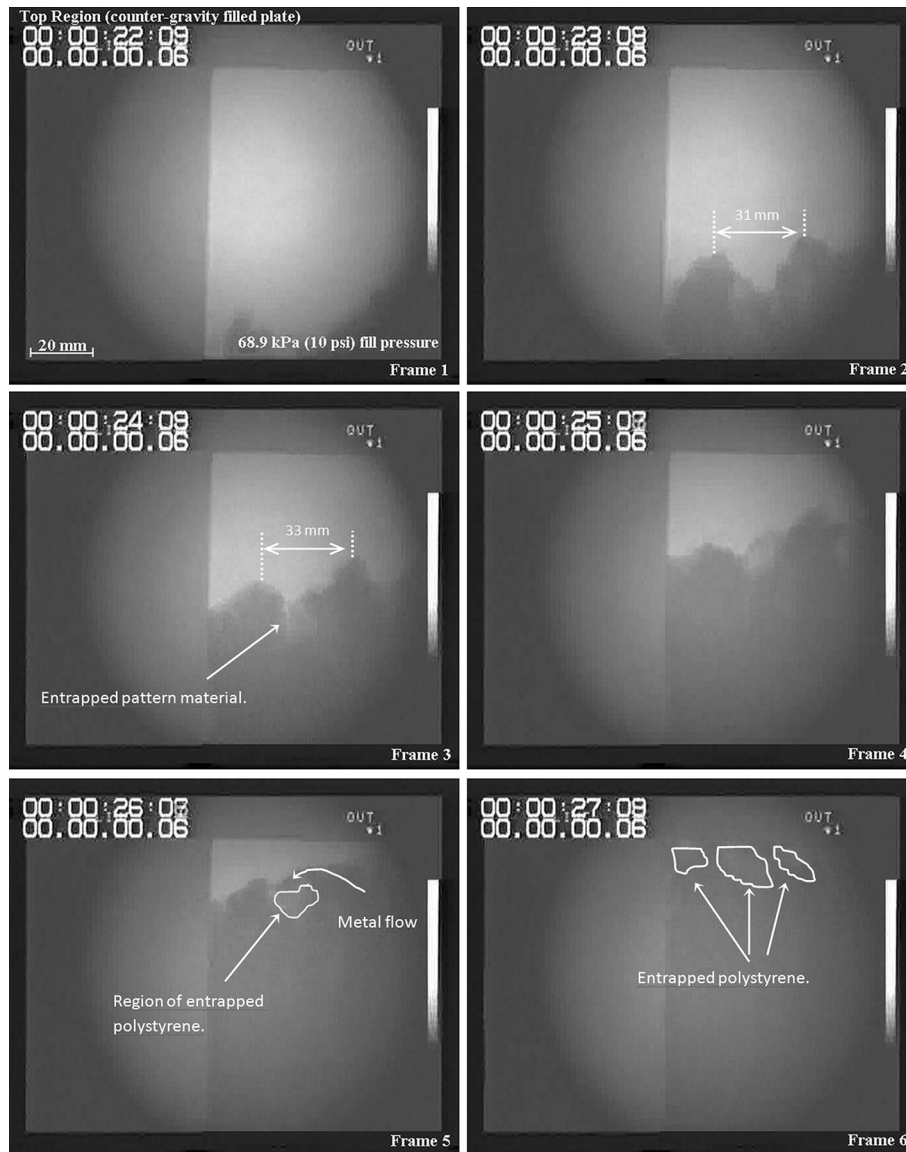 Top Region (counter-gravity filled plate)
00:00:22:09
00.00.00.06
OUT
20 mm
68.9 kPa (10 psi) fill pressure
Frame 1
00:00:23:08
00.00.00.06
OUT
31 mm
Frame 2
00:00:24:09
00.00.00.06
OUT
33 mm
Entrapped pattern material.
Frame 3
00.00.00.06
OUT
Frame 4
00.00.00.06
OUT
Metal flow
Region of entrapped
polystyrene.
Frame 5
00:00:27:08
00.00.00.06
OUT
Entrapped polystyrene.
Frame 6